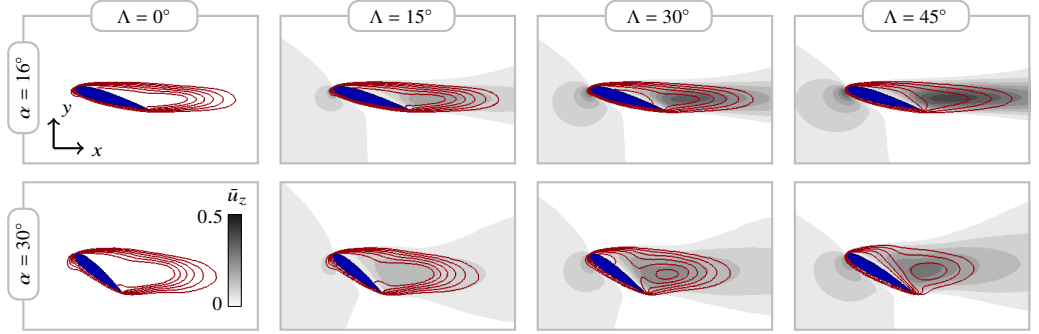 Λ = 0° Λ = 15° Λ = 30° Λ = 45°
α = 16°
y
x
α = 30°
ū_z
0.5
0